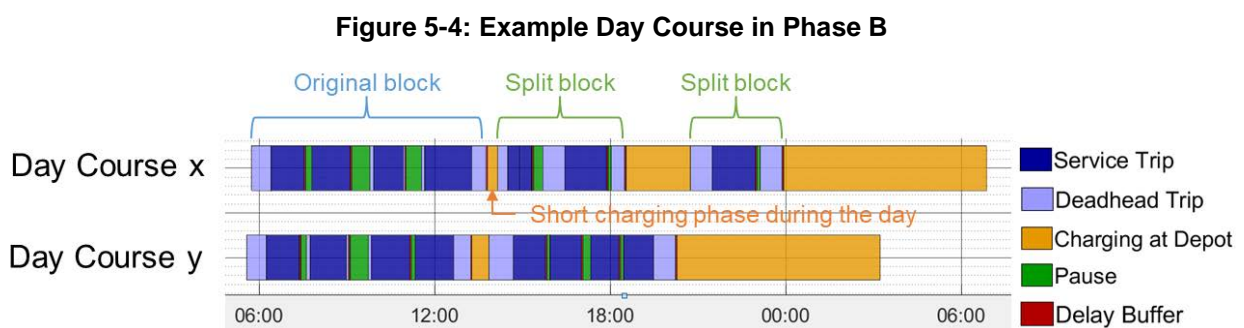 Figure 5-4: Example Day Course in Phase B
Original block
Split block
Split block
Day Course x
Short charging phase during the day
Day Course y
06:00
12:00
18:00
00:00
06:00
Service Trip
Deadhead Trip
Charging at Depot
Pause
Delay Buffer